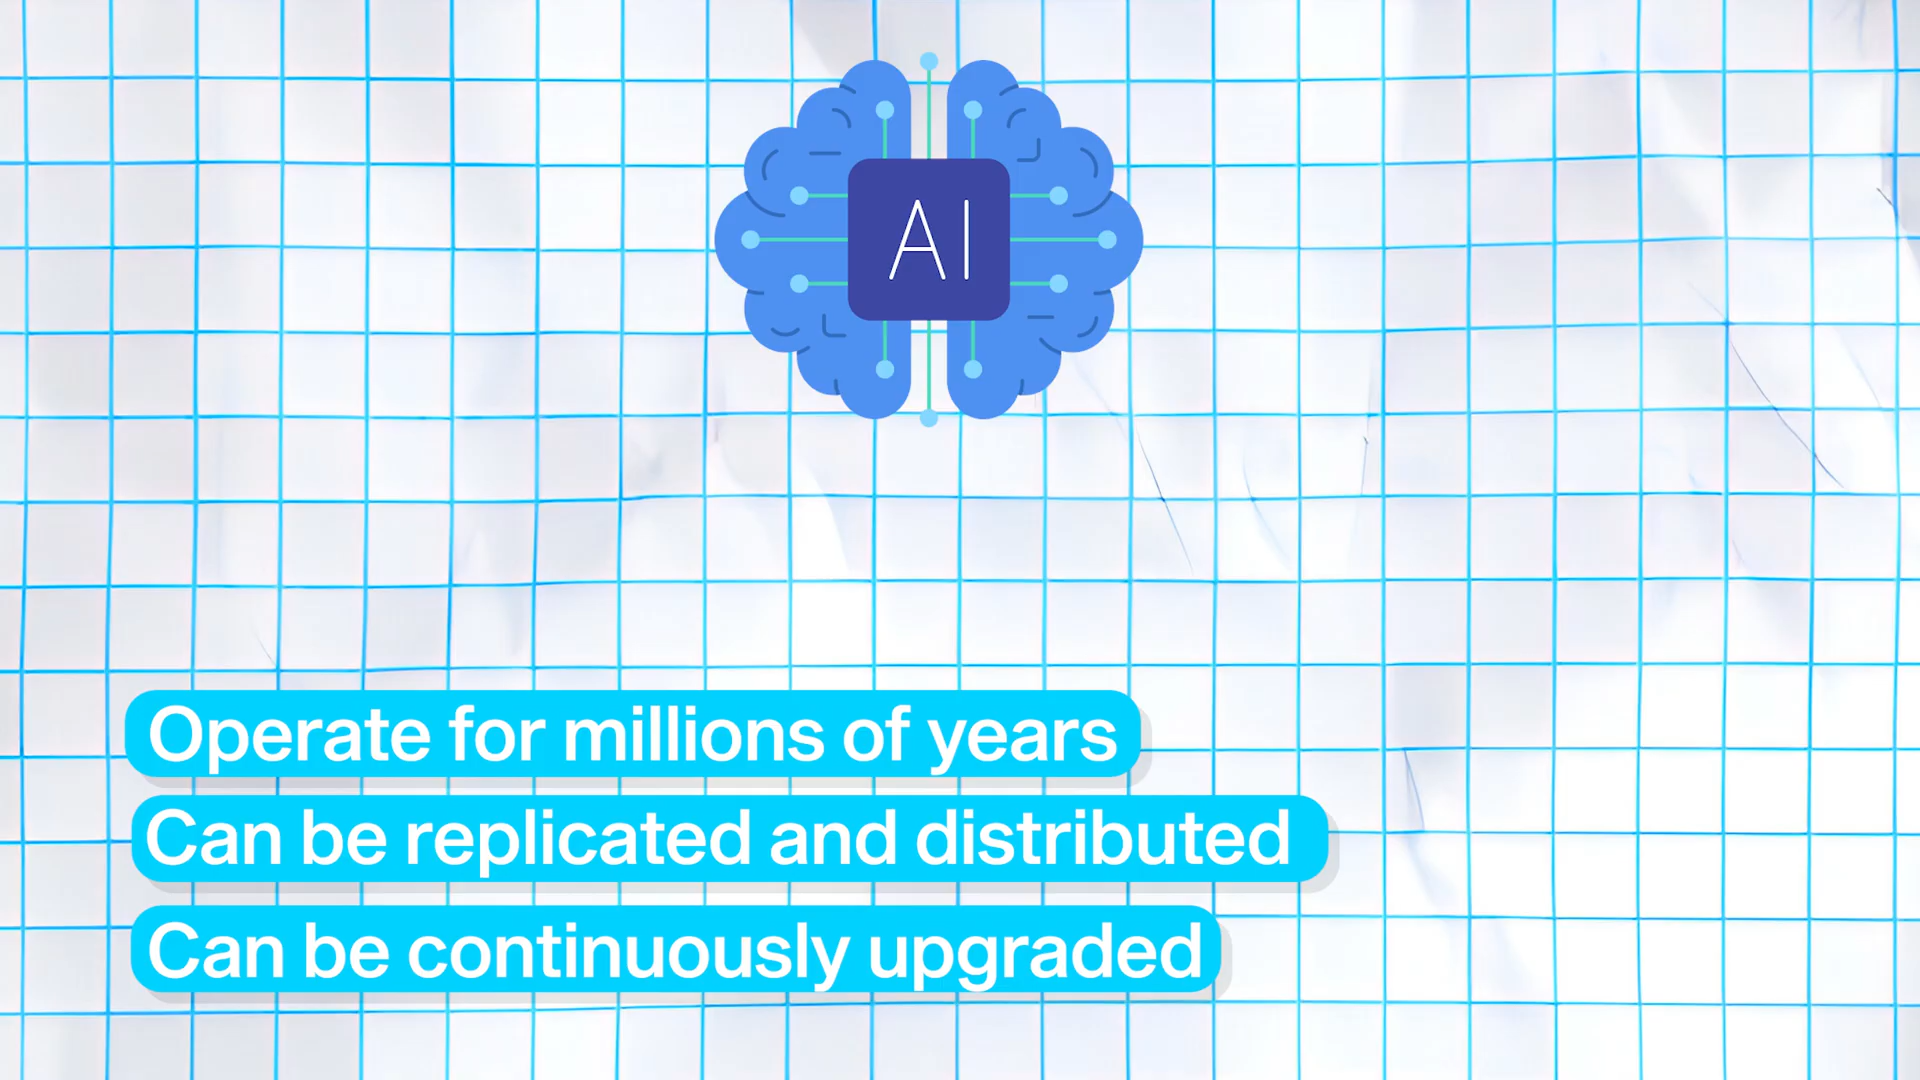 AI
Operate for millions of years
Can be replicated and distributed
Can be continuously upgraded